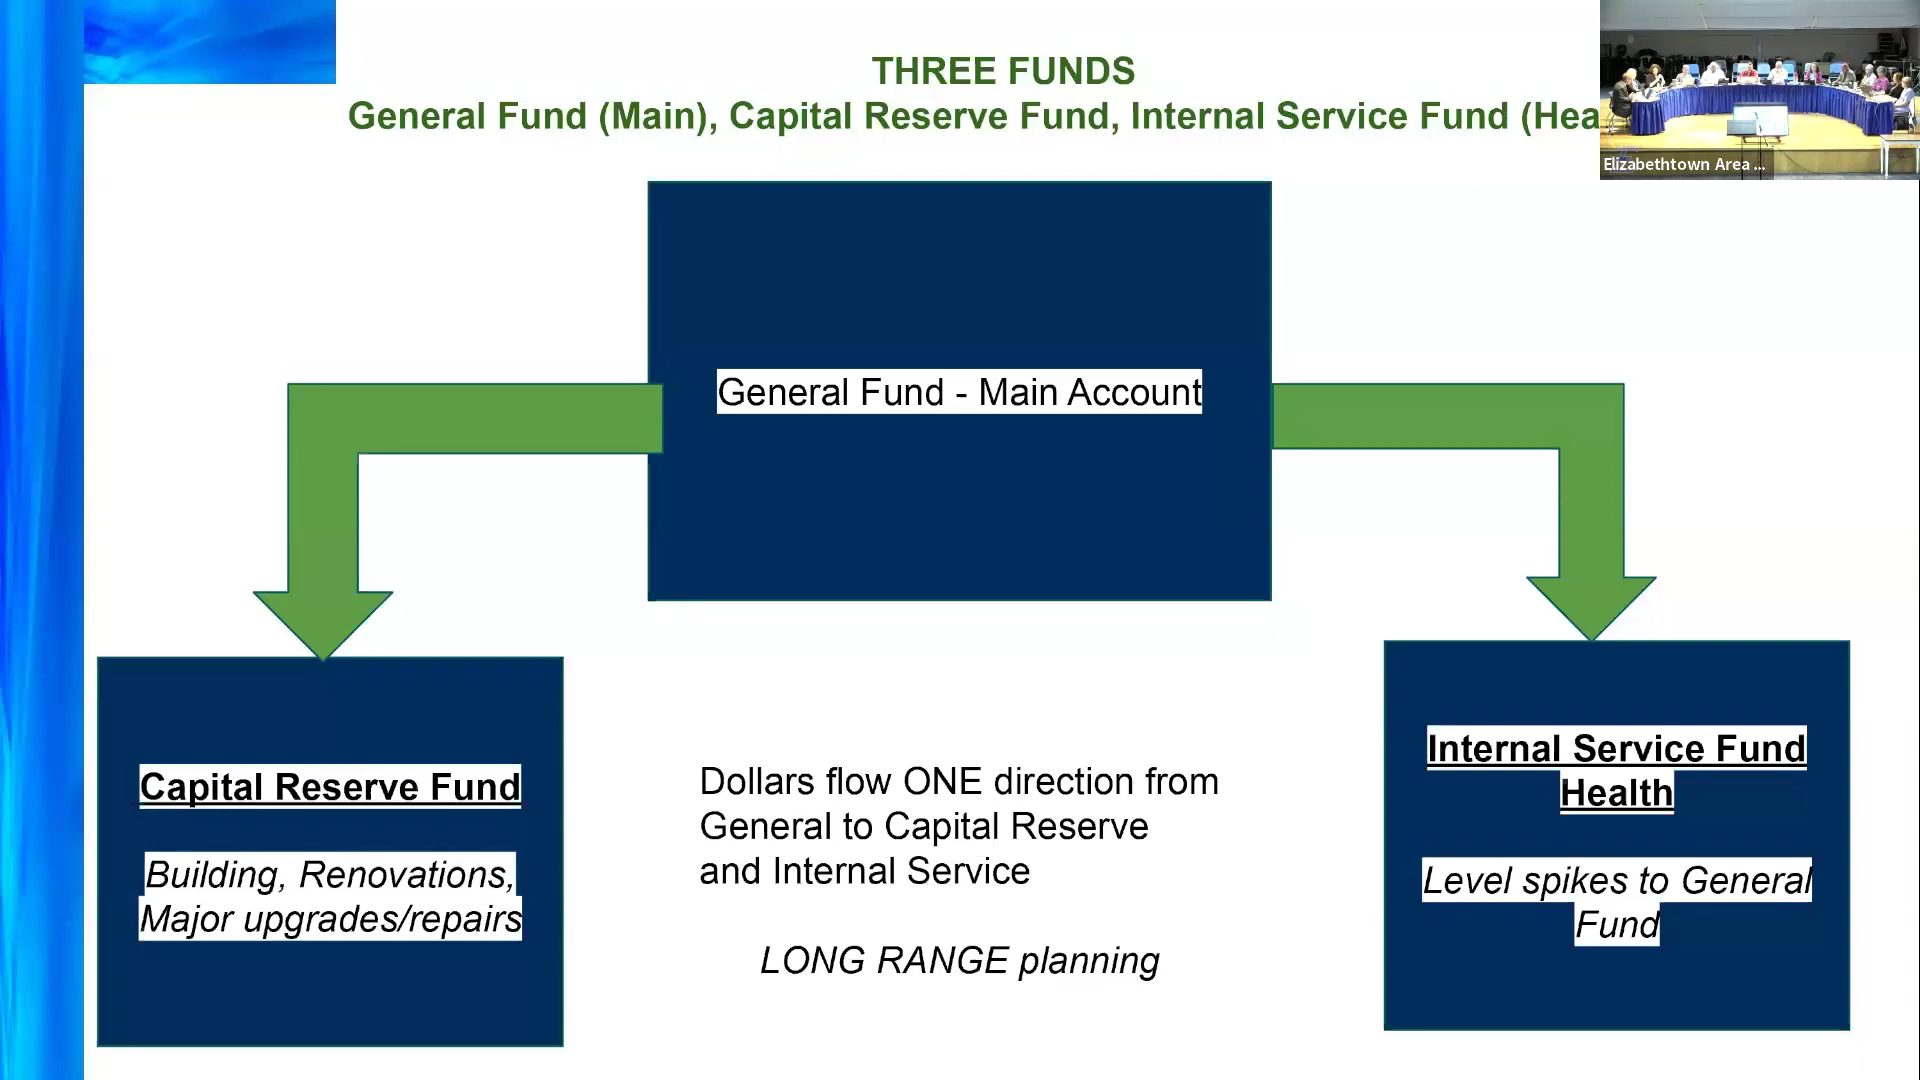 THREE FUNDS
General Fund (Main), Capital Reserve Fund, Internal Service Fund (Hea
Elizabethtown Area ...
General Fund - Main Account
Capital Reserve Fund
Building, Renovations,
Major upgrades/repairs
Dollars flow ONE direction from
General to Capital Reserve
and Internal Service
LONG RANGE planning
Internal Service Fund
Health
Level spikes to General
Fund